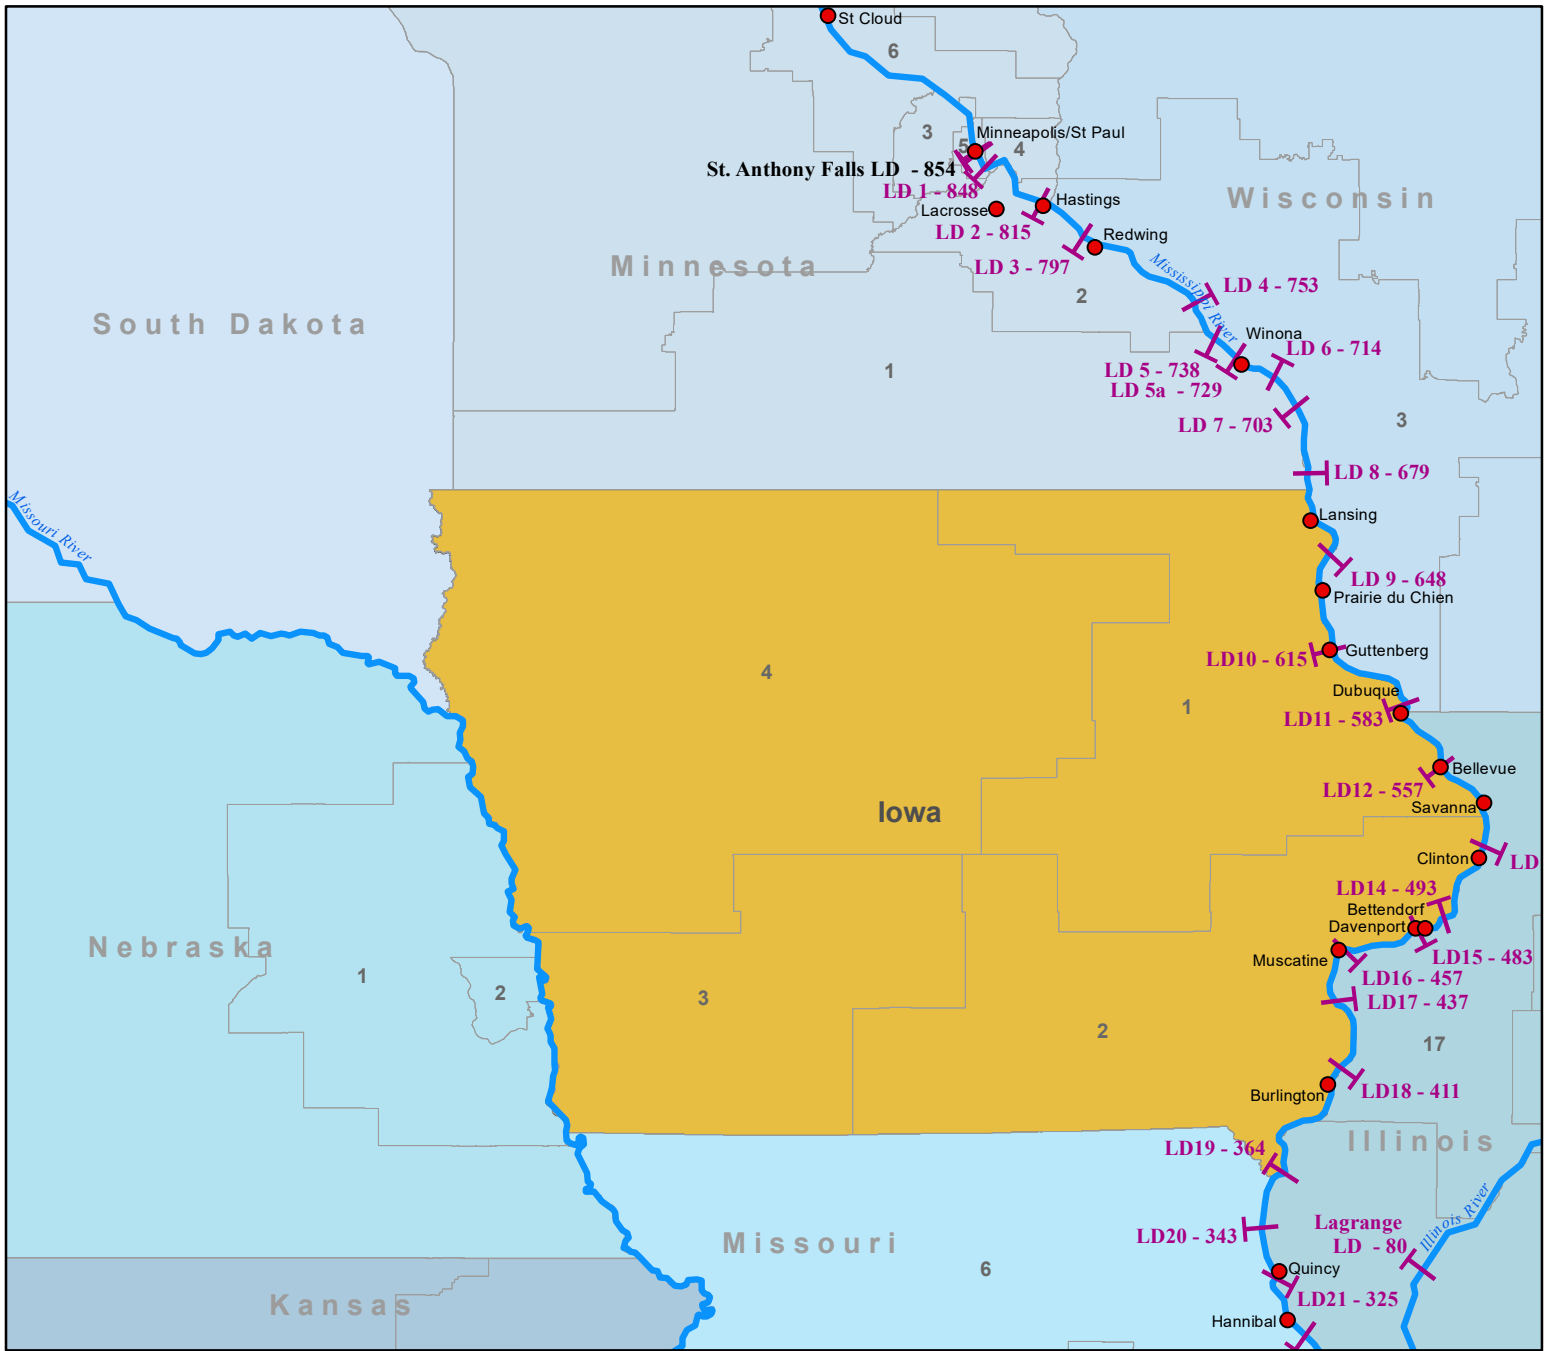 St Cloud
6
3
Minneapolis/St Paul
5
4
St. Anthony Falls LD - 854
LD 1 - 848
Wisconsin
Lacrosse
Hastings
LD 2 - 815
Redwing
Minnesota
LD 3 - 797
Mississippi River
LD 4 - 753
2
South Dakota
Winona
LD 6 - 714
1
LD 5 - 738
LD 5a - 729
3
LD 7 - 703
LD 8 - 679
Missouri River
Lansing
LD 9 - 648
Prairie du Chien
LD10 - 615
Guttenberg
4
Dubuque
1
LD11 - 583
Bellevue
LD12 - 557
Savanna
Iowa
Clinton
LD
LD14 - 493
Bettendorf
Davenport
Nebraska
Muscatine
LD15 - 483
1
LD16 - 457
2
3
LD17 - 437
2
17
Burlington
LD18 - 411
Illinois
LD19 - 364
Illinois River
Lagrange
LD - 80
Missouri
LD20 - 343
6
Quincy
Kansas
LD21 - 325
Hannibal